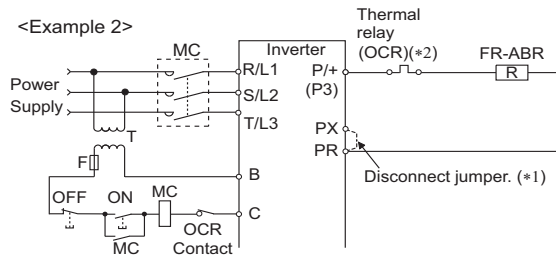 <Example 2>
Thermal
relay
(OCR)(*2)
FR-ABR
MC
Inverter
R/L1
P/+
(P3)
R
Power
Supply
S/L2
T/L3
PX
PR
T
F
B
Disconnect jumper. (*1)
OFF
ON
MC
C
MC
OCR
Contact